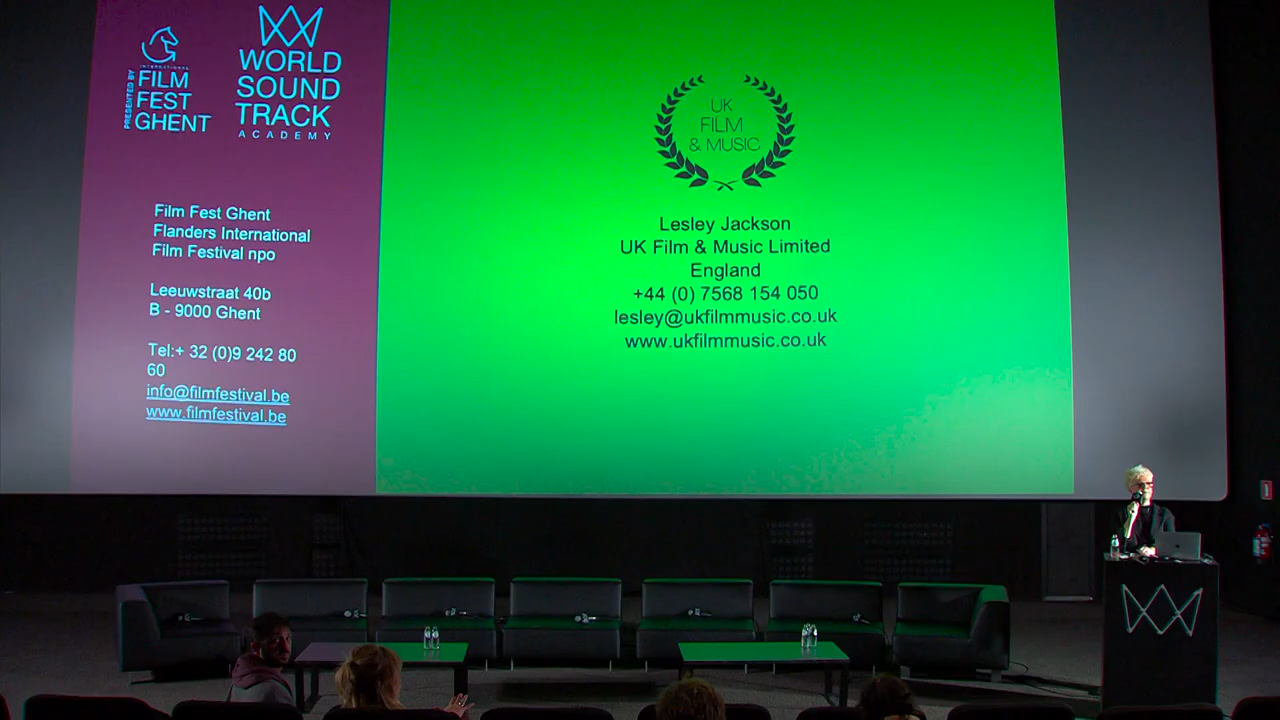 PRESENTED BY
INTERNATIONAL
FILM
FEST
GHENT
WORLD
SOUND
TRACK
ACADEMY
Film Fest Ghent
Flanders International
Film Festival npo
Leeuwstraat 40b
B - 9000 Ghent
Tel:+ 32 (0)9 242 80
60
info@filmfestival.be
www.filmfestival.be
UK
FILM
& MUSIC
Lesley Jackson
UK Film & Music Limited
England
+44 (0) 7568 154 050
lesley@ukfilmmusic.co.uk
www.ukfilmmusic.co.uk